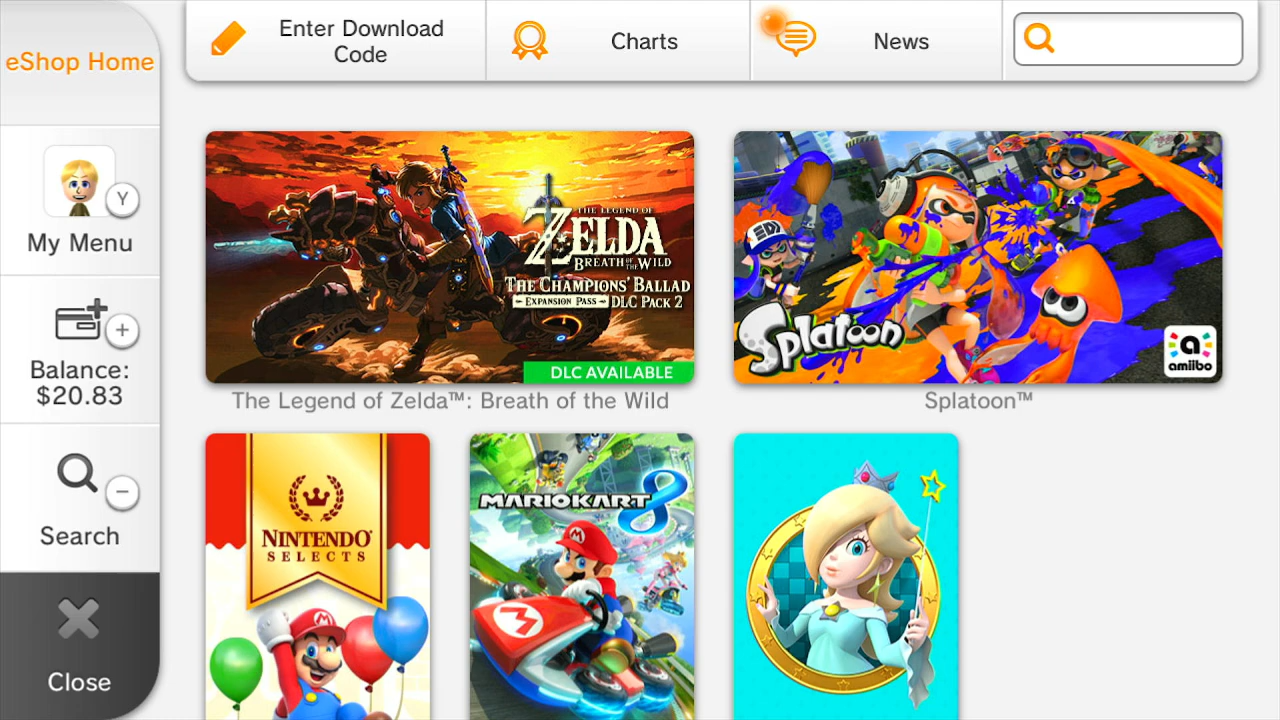 eShop Home
Enter Download
Code
Charts
News
Y
My Menu
+
Balance:
$20.83
−
Search
Close
THE LEGEND OF
ZELDA
BREATH OF THE WILD
THE CHAMPIONS' BALLAD
EXPANSION PASS DLC PACK 2
DLC AVAILABLE
The Legend of Zelda™: Breath of the Wild
Splatoon
a
amiibo
Splatoon™
NINTENDO®
SELECTS
M
MARIOKART 8
M
M